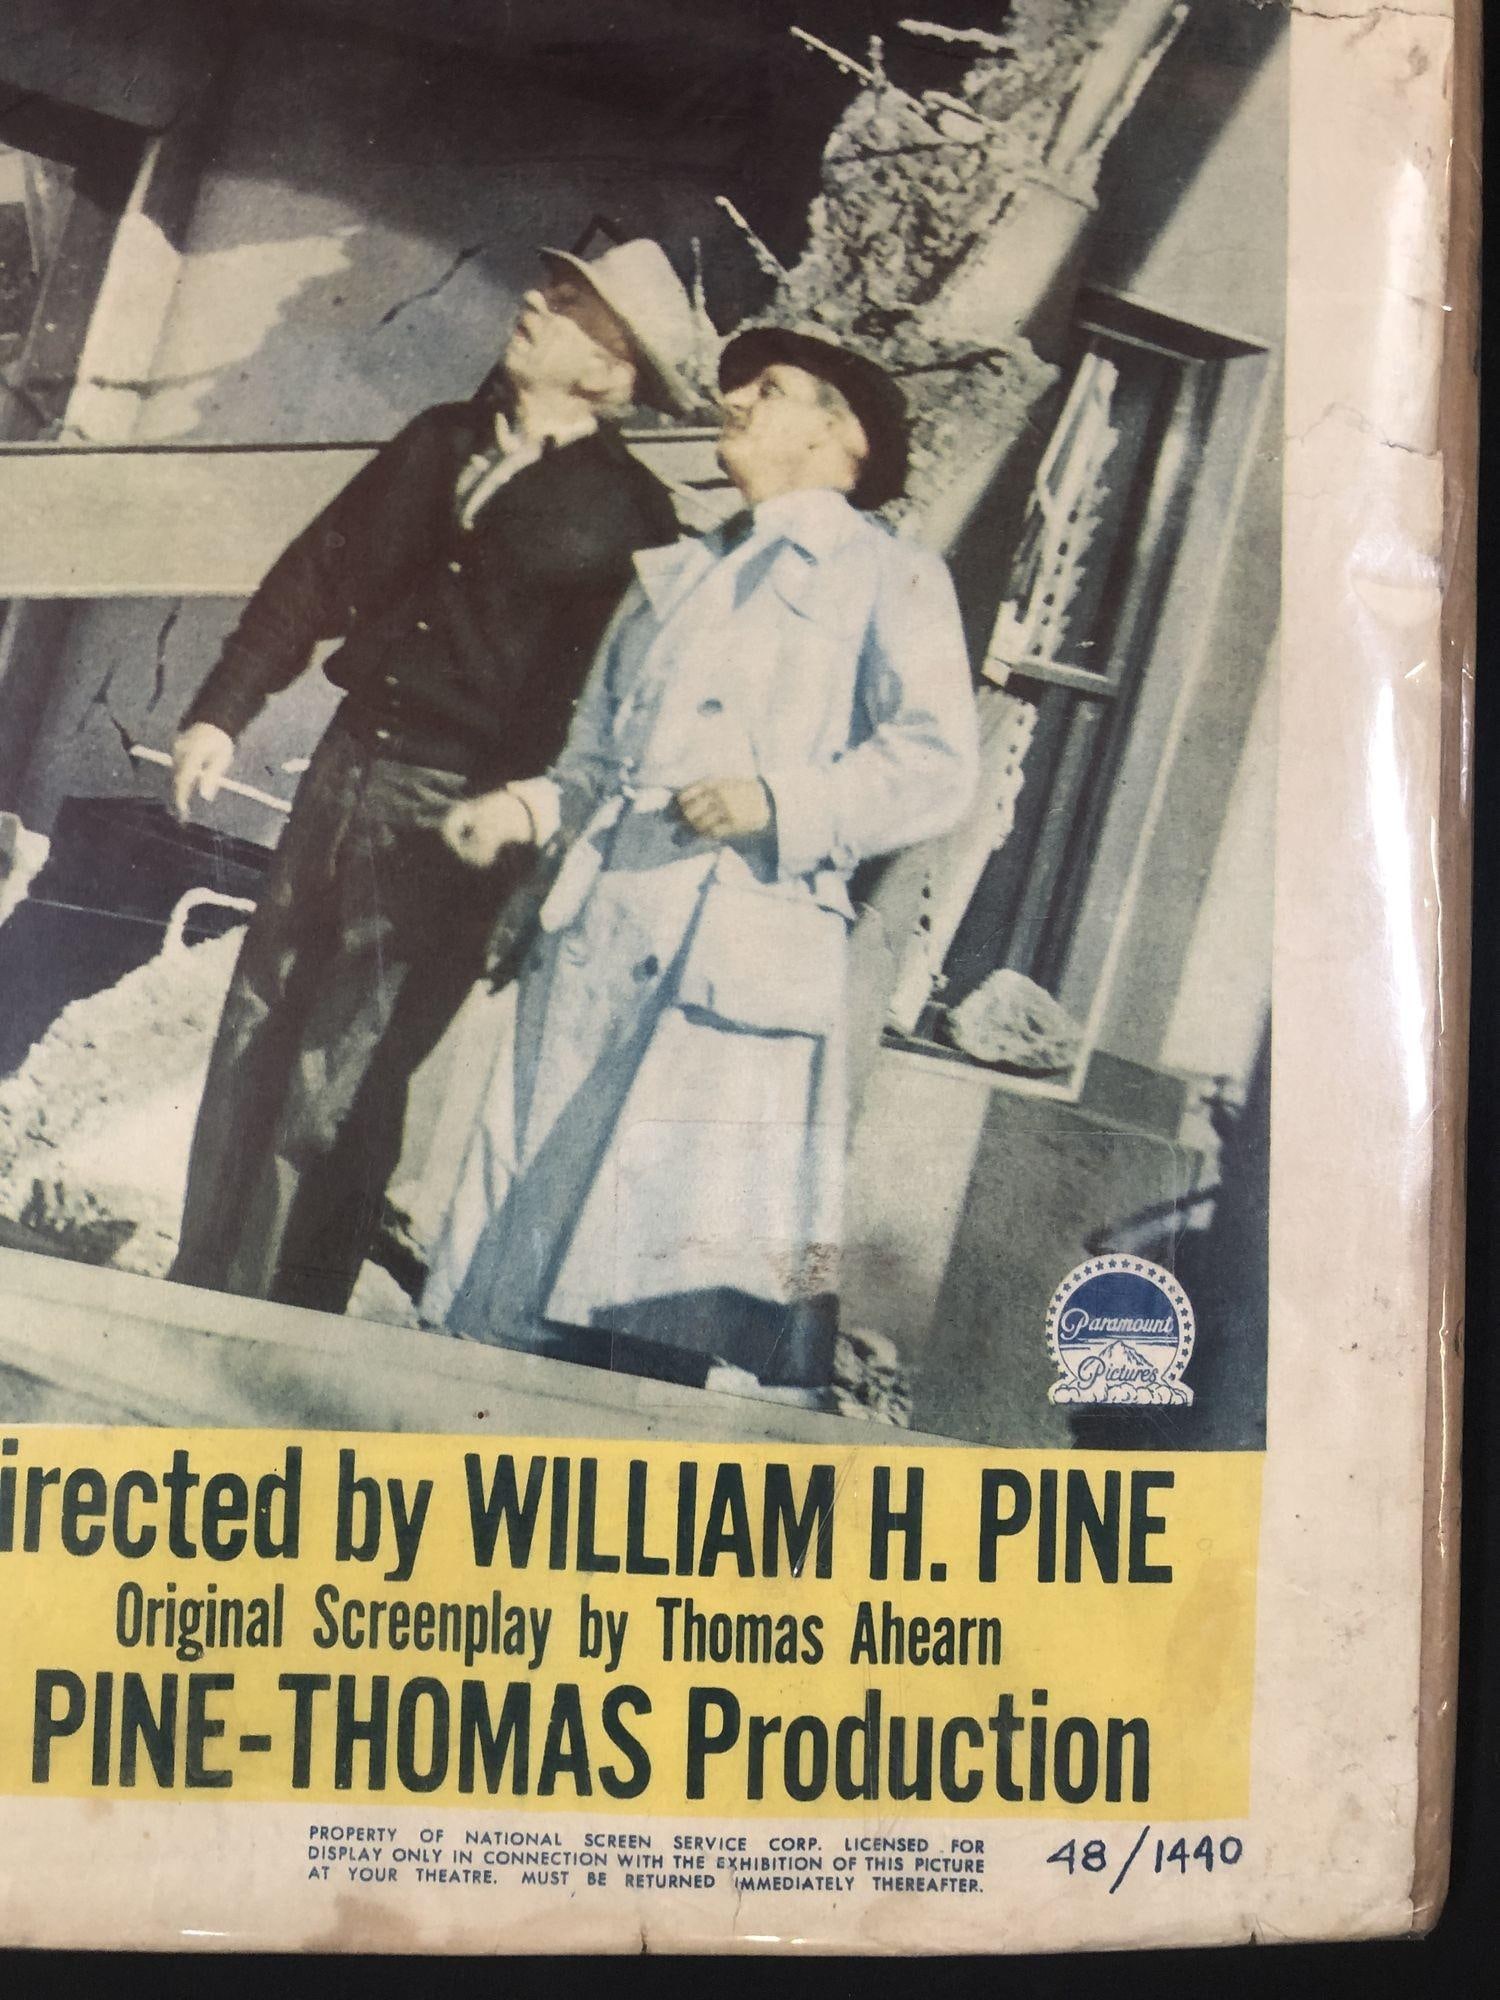 Paramount
Pictures
irected by WILLIAM H. PINE
Original Screenplay by Thomas Ahearn
PINE-THOMAS Production
PROPERTY OF NATIONAL SCREEN SERVICE CORP. LICENSED FOR
DISPLAY ONLY IN CONNECTION WITH THE EXHIBITION OF THIS PICTURE
AT YOUR THEATRE. MUST BE RETURNED IMMEDIATELY THEREAFTER.
48/1440